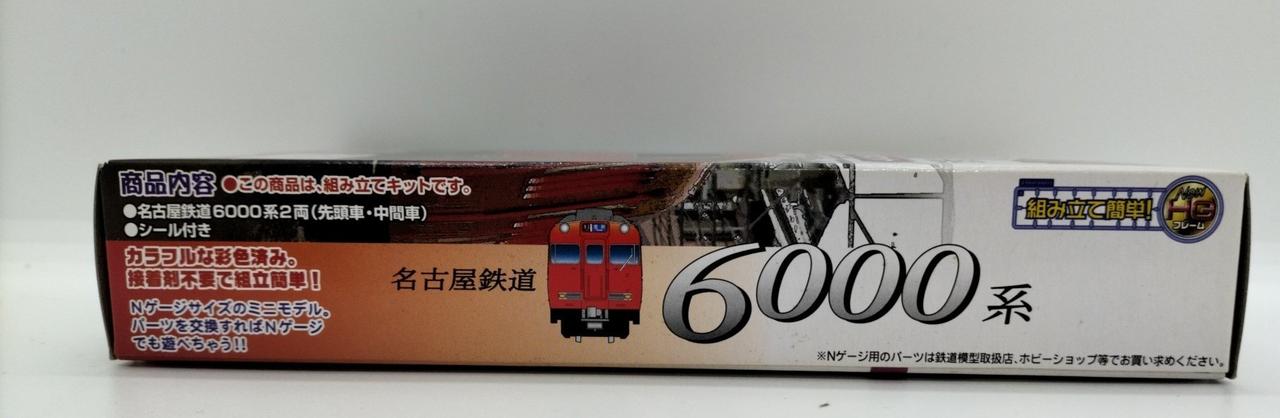 商品内容 ●この商品は、組み立てキットです。
●名古屋鉄道6000系2両(先頭車・中間車)
●シール付き
カラフルな彩色済み。
接着剤不要で組立簡単!
Nゲージサイズのミニモデル。
パーツを交換すればNゲージ
でも遊べちゃう!!
名古屋鉄道 6000系
組み立て簡単!
New
HG
フレーム
※Nゲージ用のパーツは鉄道模型取扱店、ホビーショップ等でお買い求めください。